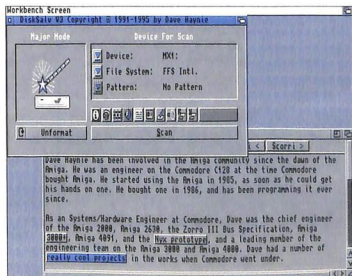 Workbench Screen
DiskSalv V3 Copyright © 1991-1995 by Dave Haynie
Major Mode
Device For Scan
Device: MX1:
File System: FFS Intl.
Pattern: No Pattern
Unformat
Scan
< Scorri >
Dave Haynie has been involved in the Amiga community since the dawn of the
Amiga. He was an engineer on the Commodore C128 at the time Commodore
bought Amiga. He started using the Amiga in 1985, as soon as he could get
his hands on one. He bought one in 1986, and has been programming it ever
since.
As an Systems/Hardware Engineer at Commodore, Dave was the chief engineer
of the Amiga 2000, Amiga 2630, the Zorro III Bus Specification, Amiga
3000+, Amiga 4091, and the Nyx prototype, and a leading member of the
engineering team on the Amiga 3000 and Amiga 4000. Dave had a number of
really cool projects in the works when Commodore went under.